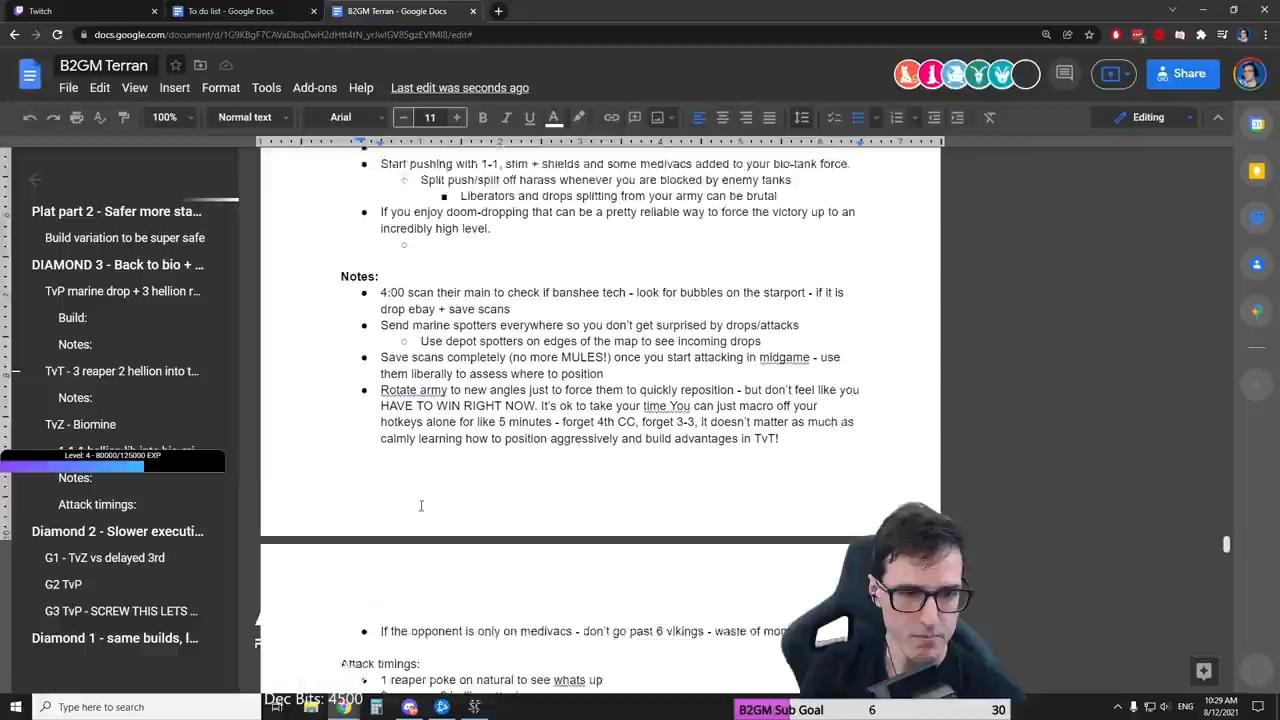 Twitch
To do list - Google Docs
B2GM Terran - Google Docs
B2GM Terran
File Edit View Insert Format Tools Add-ons Help Last edit was seconds ago
Share
100% Normal text Arial 11 Editing
Plat part 2 - Safer more sta...
Build variation to be super safe
DIAMOND 3 - Back to bio + ...
TvP marine drop + 3 hellion r...
Build:
Notes:
TvT - 3 reaper 2 hellion into t...
Notes:
TvZ - Biomine
Level: 4 - 80000/125000 EXP
Notes:
Attack timings:
Diamond 2 - Slower executi...
G1 - TvZ vs delayed 3rd
G2 TvP
G3 TvP - SCREW THIS LETS ...
Diamond 1 - same builds, l...
Start pushing with 1-1, stim + shields and some medivacs added to your bio-tank force.
Split push/split off harass whenever you are blocked by enemy tanks
Liberators and drops splitting from your army can be brutal
If you enjoy doom-dropping that can be a pretty reliable way to force the victory up to an
incredibly high level.
Notes:
4:00 scan their main to check if banshee tech - look for bubbles on the starport - if it is
drop ebay + save scans
Send marine spotters everywhere so you don't get surprised by drops/attacks
Use depot spotters on edges of the map to see incoming drops
Save scans completely (no more MULES!) once you start attacking in midgame - use
them liberally to assess where to position
Rotate army to new angles just to force them to quickly reposition - but don't feel like you
HAVE TO WIN RIGHT NOW. It's ok to take your time You can just macro off your
hotkeys alone for like 5 minutes - forget 4th CC, forget 3-3, it doesn't matter as much as
calmly learning how to position aggressively and build advantages in TvT!
If the opponent is only on medivacs - don't go past 6 vikings - waste of
Attack timings:
1 reaper poke on natural to see whats up
Dec Bits: 4500
Type here to search
B2GM Sub Goal 6 30
10:29 AM
8/12/2021